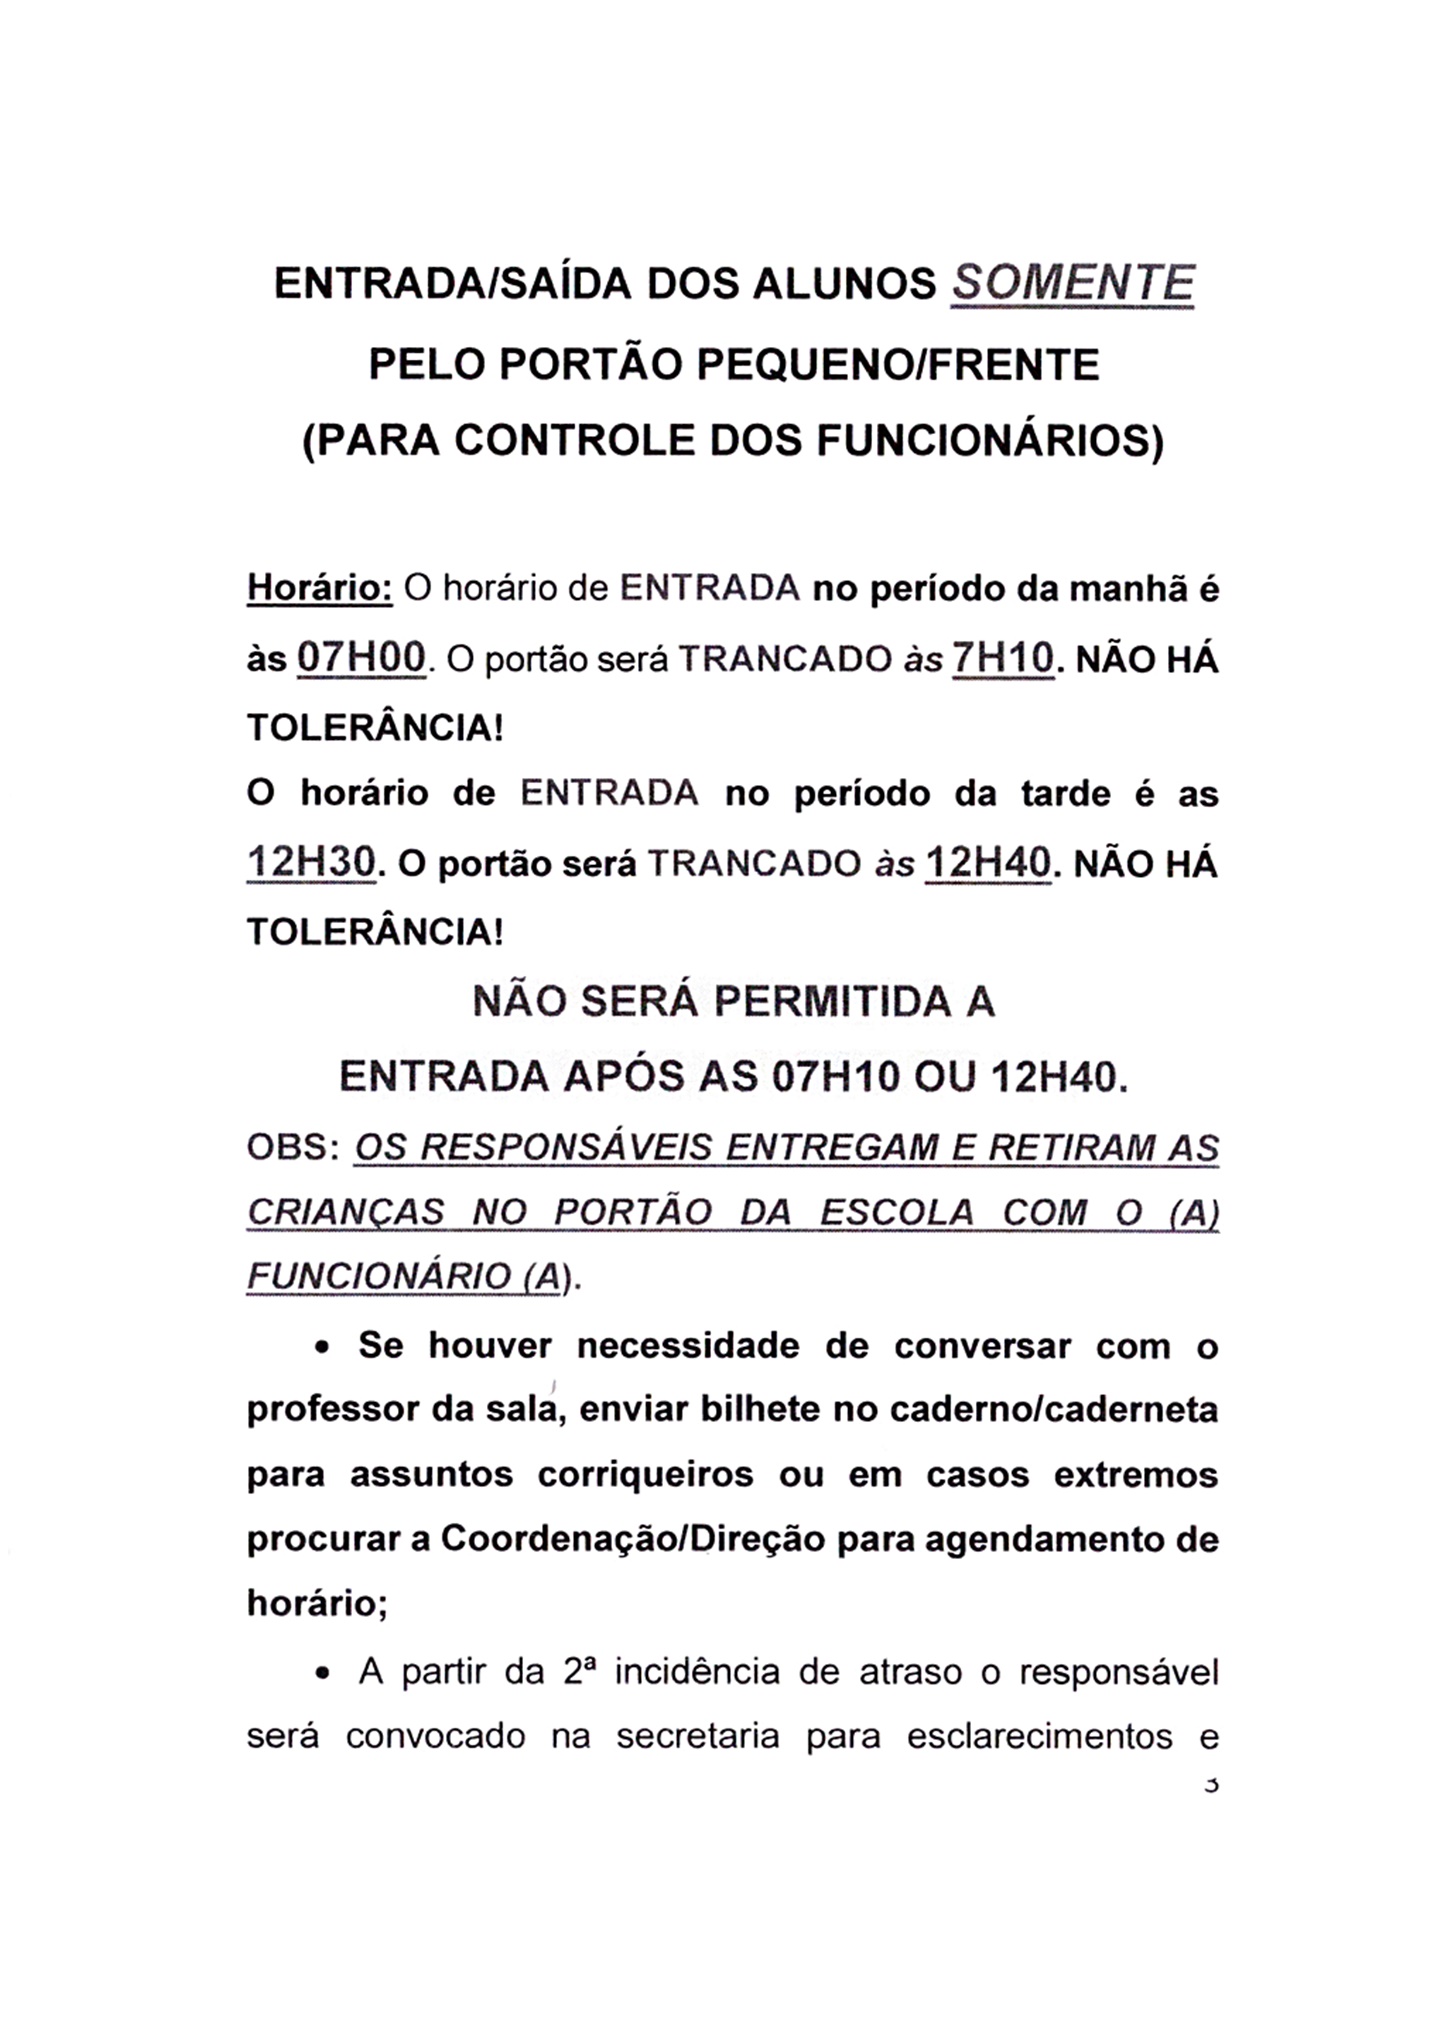 ENTRADA/SAÍDA DOS ALUNOS SOMENTE
PELO PORTÃO PEQUENO/FRENTE
(PARA CONTROLE DOS FUNCIONÁRIOS)
Horário: O horário de ENTRADA no período da manhã é
às 07H00. O portão será TRANCADO às 7H10. NÃO HÁ
TOLERÂNCIA!
O horário de ENTRADA no período da tarde é as
12H30. O portão será TRANCADO às 12H40. NÃO HÁ
TOLERÂNCIA!
NÃO SERÁ PERMITIDA A
ENTRADA APÓS AS 07H10 OU 12H40.
OBS: OS RESPONSÁVEIS ENTREGAM E RETIRAM AS
CRIANÇAS NO PORTÃO DA ESCOLA COM O (A)
FUNCIONÁRIO (A).
• Se houver necessidade de conversar com o
professor da sala, enviar bilhete no caderno/caderneta
para assuntos corriqueiros ou em casos extremos
procurar a Coordenação/Direção para agendamento de
horário;
• A partir da 2ª incidência de atraso o responsável
será convocado na secretaria para esclarecimentos e
3